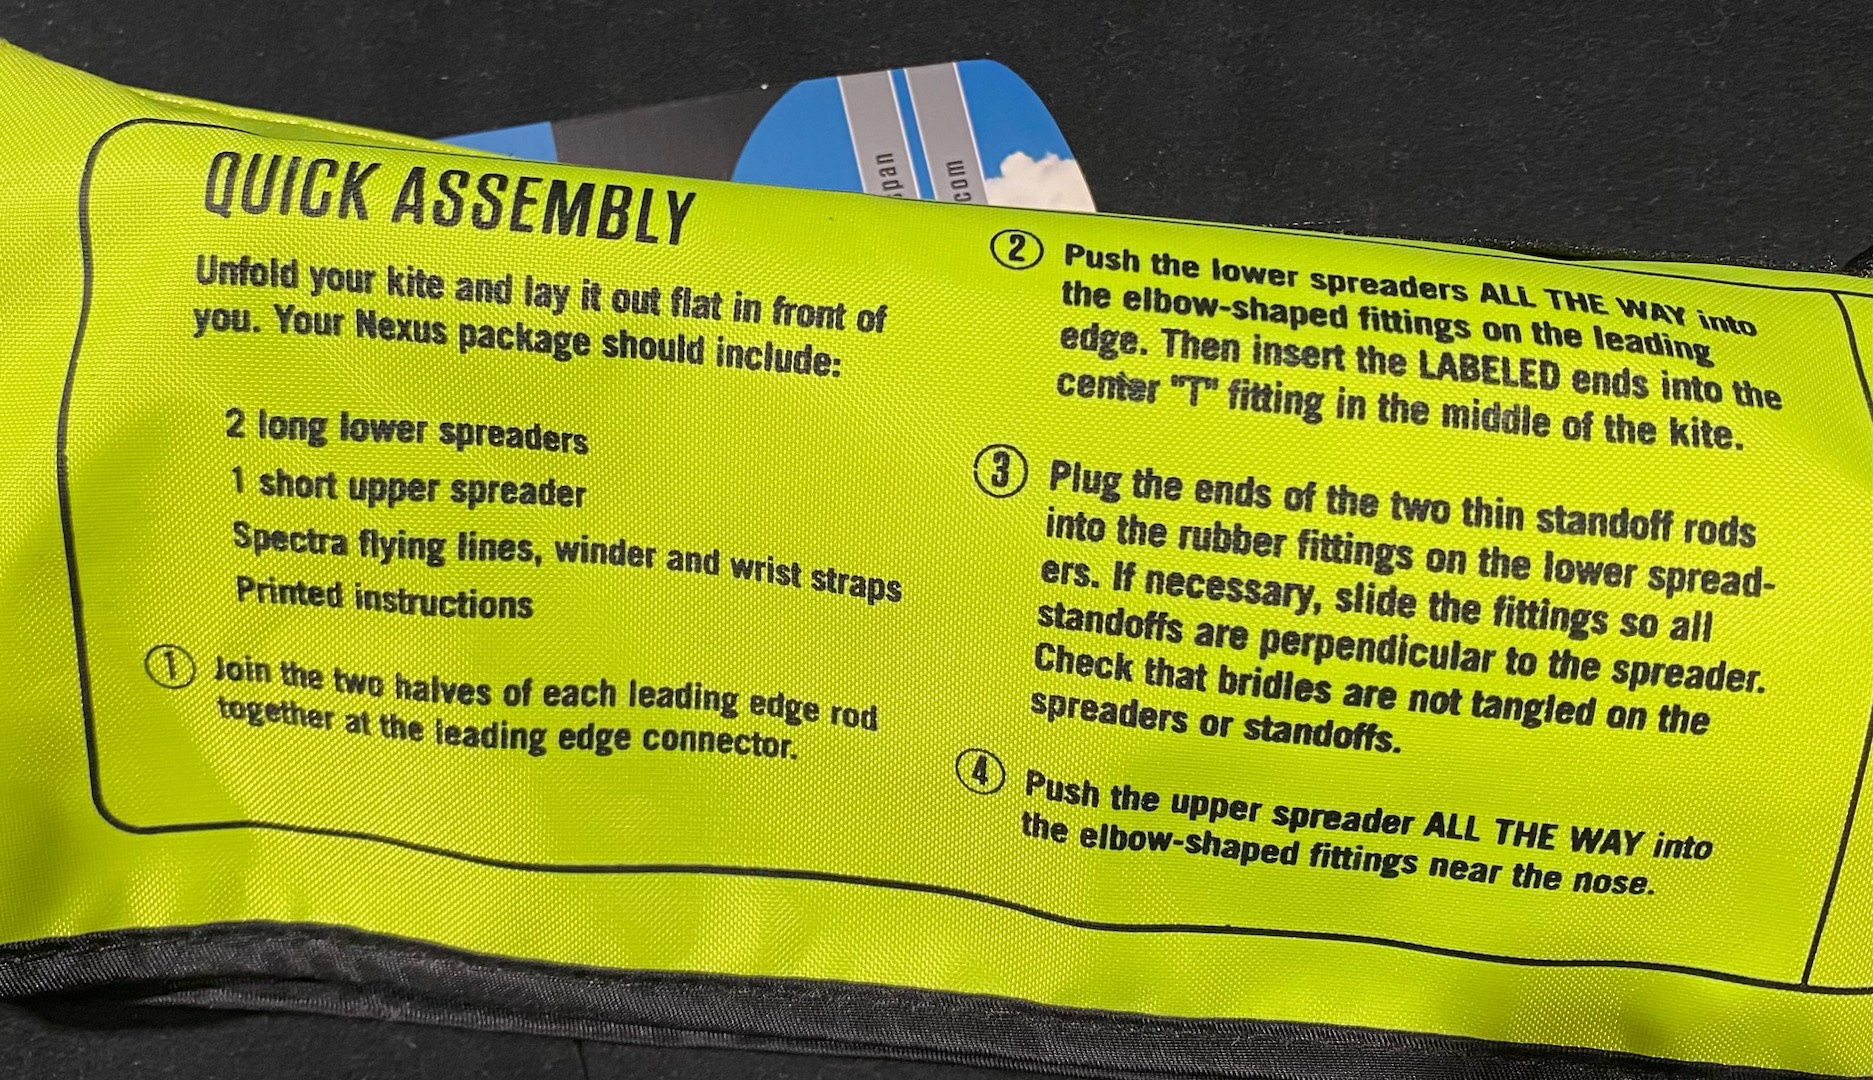 QUICK ASSEMBLY
Unfold your kite and lay it out flat in front of
you. Your Nexus package should include:
2 long lower spreaders
1 short upper spreader
Spectra flying lines, winder and wrist straps
Printed instructions
1 Join the two halves of each leading edge rod
together at the leading edge connector.
2 Push the lower spreaders ALL THE WAY into
the elbow-shaped fittings on the leading
edge. Then insert the LABELED ends into the
center "T" fitting in the middle of the kite.
3 Plug the ends of the two thin standoff rods
into the rubber fittings on the lower spread-
ers. If necessary, slide the fittings so all
standoffs are perpendicular to the spreader.
Check that bridles are not tangled on the
spreaders or standoffs.
4 Push the upper spreader ALL THE WAY into
the elbow-shaped fittings near the nose.
span
com